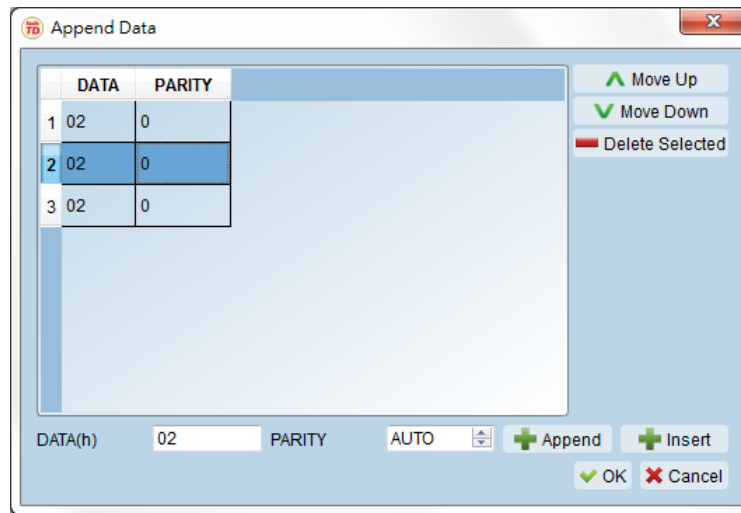 Append Data
DATA PARITY
Move Up
1 02 0
Move Down
2 02 0
Delete Selected
3 02 0
DATA(h) 02 PARITY AUTO Append Insert
OK Cancel